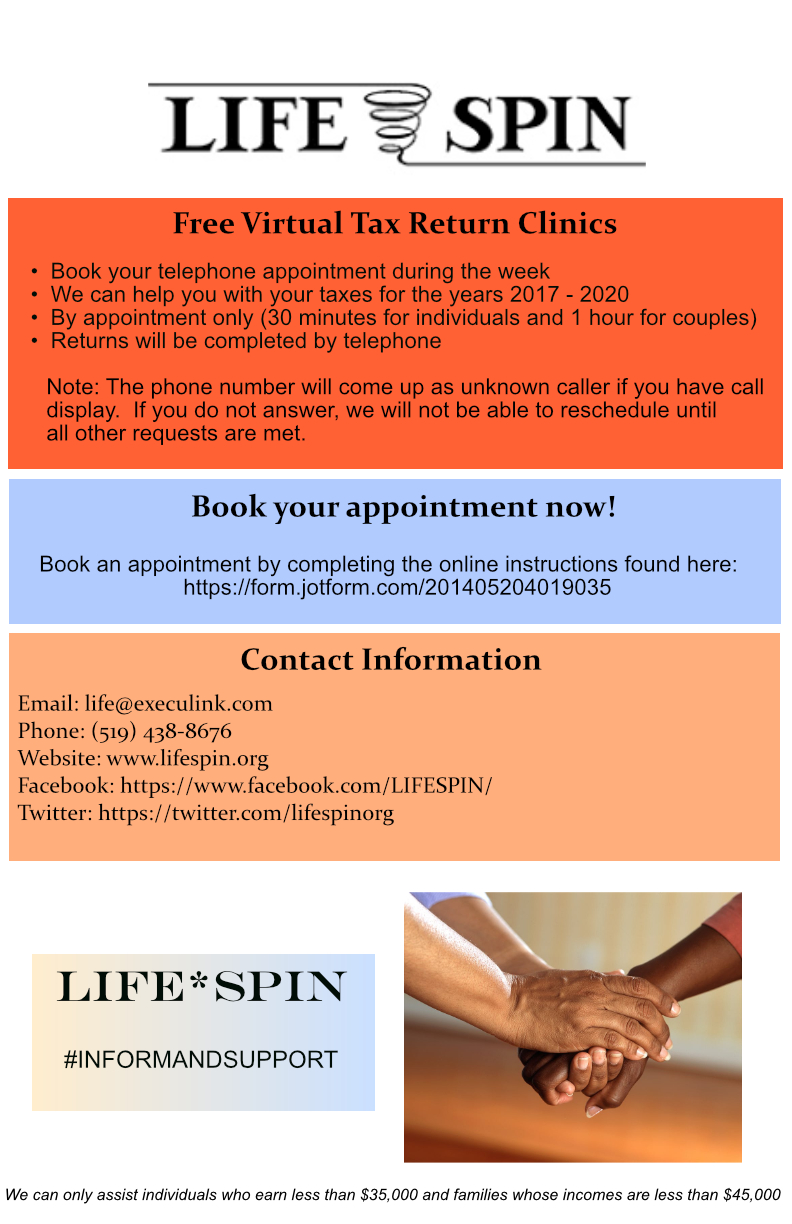 LIFE SPIN
Free Virtual Tax Return Clinics
• Book your telephone appointment during the week
• We can help you with your taxes for the years 2017 - 2020
• By appointment only (30 minutes for individuals and 1 hour for couples)
• Returns will be completed by telephone
Note: The phone number will come up as unknown caller if you have call
display.  If you do not answer, we will not be able to reschedule until
all other requests are met.
Book your appointment now!
Book an appointment by completing the online instructions found here:
https://form.jotform.com/201405204019035
Contact Information
Email: life@execulink.com
Phone: (519) 438-8676
Website: www.lifespin.org
Facebook: https://www.facebook.com/LIFESPIN/
Twitter: https://twitter.com/lifespinorg
LIFE*SPIN
#INFORMANDSUPPORT
We can only assist individuals who earn less than $35,000 and families whose incomes are less than $45,000